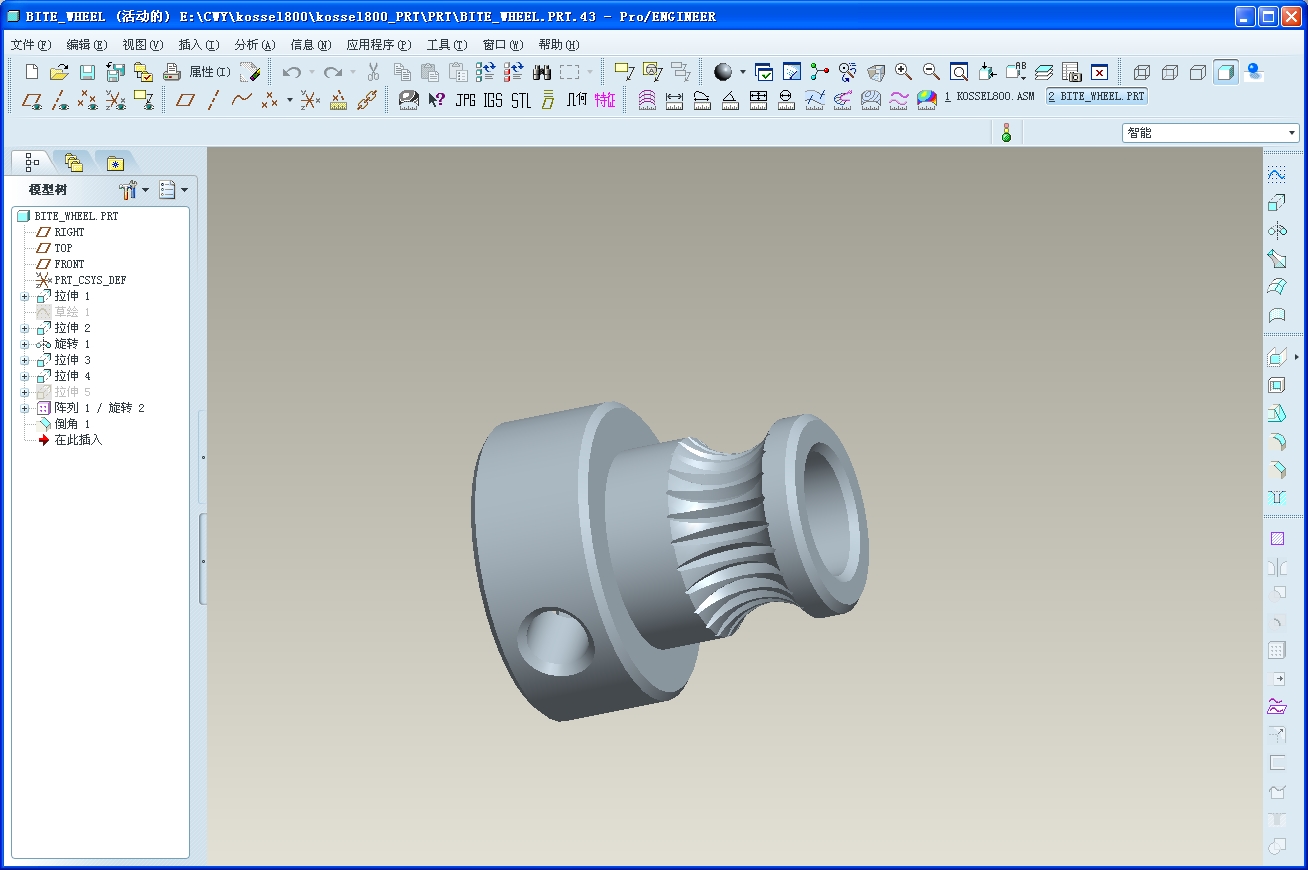 BITE_WHEEL (活动的) E:\CWY\kossel800\kossel800_PRT\PRT\BITE_WHEEL.PRT.43 - Pro/ENGINEER
文件(F) 编辑(E) 视图(V) 插入(I) 分析(A) 信息(N) 应用程序(P) 工具(T) 窗口(W) 帮助(H)
属性(I)
JPG IGS STL 几何 特征 1 KOSSEL800.ASM 2 BITE_WHEEL.PRT
智能
模型树
BITE_WHEEL.PRT
RIGHT
TOP
FRONT
PRT_CSYS_DEF
拉伸 1
草绘 1
拉伸 2
旋转 1
拉伸 3
拉伸 4
拉伸 5
阵列 1 / 旋转 2
倒角 1
在此插入